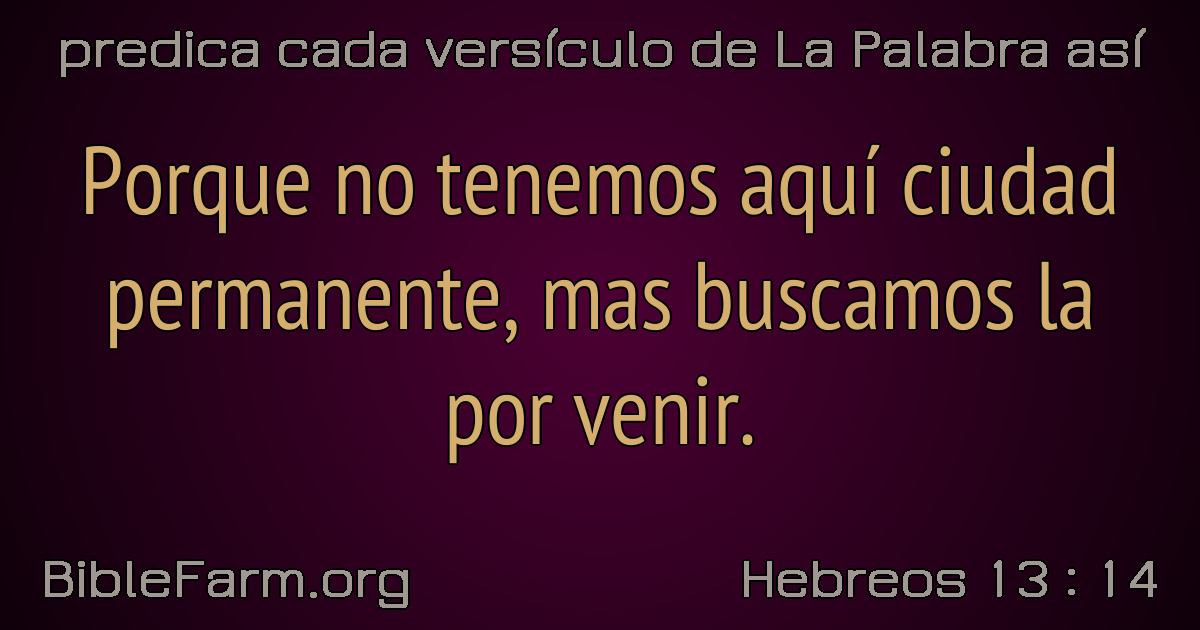 predica cada versículo de La Palabra así
Porque no tenemos aquí ciudad
permanente, mas buscamos la
por venir.
BibleFarm.org
Hebreos 13 : 14